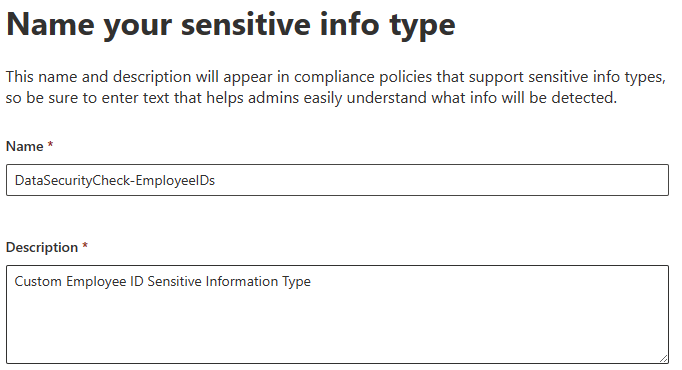 Name your sensitive info type
This name and description will appear in compliance policies that support sensitive info types,
so be sure to enter text that helps admins easily understand what info will be detected.
Name *
DataSecurityCheck-EmployeeIDs
Description *
Custom Employee ID Sensitive Information Type